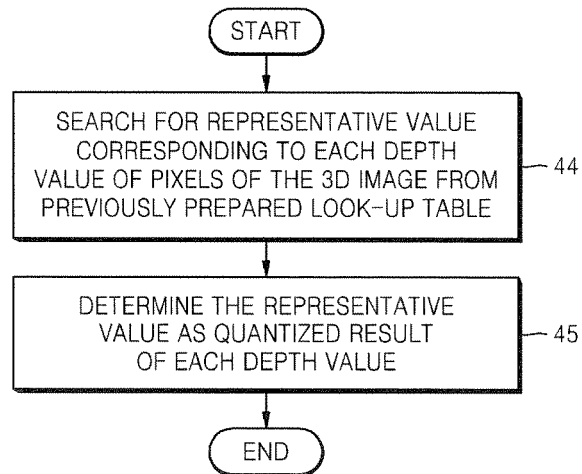 START
SEARCH FOR REPRESENTATIVE VALUE
CORRESPONDING TO EACH DEPTH
VALUE OF PIXELS OF THE 3D IMAGE FROM
PREVIOUSLY PREPARED LOOK-UP TABLE
44
DETERMINE THE REPRESENTATIVE
VALUE AS QUANTIZED RESULT
OF EACH DEPTH VALUE
45
END